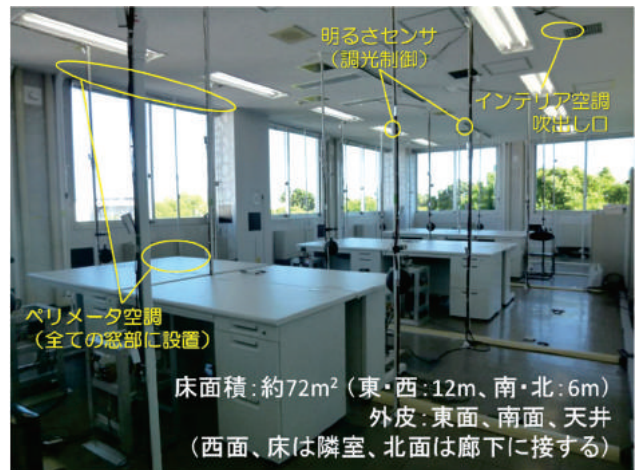 明るさセンサ
（調光制御）
インテリア空調
吹出し口
ペリメータ空調
（全ての窓部に設置）
床面積：約72m²（東・西：12m、南・北：6m）
外皮：東面、南面、天井
（西面、床は隣室、北面は廊下に接する）